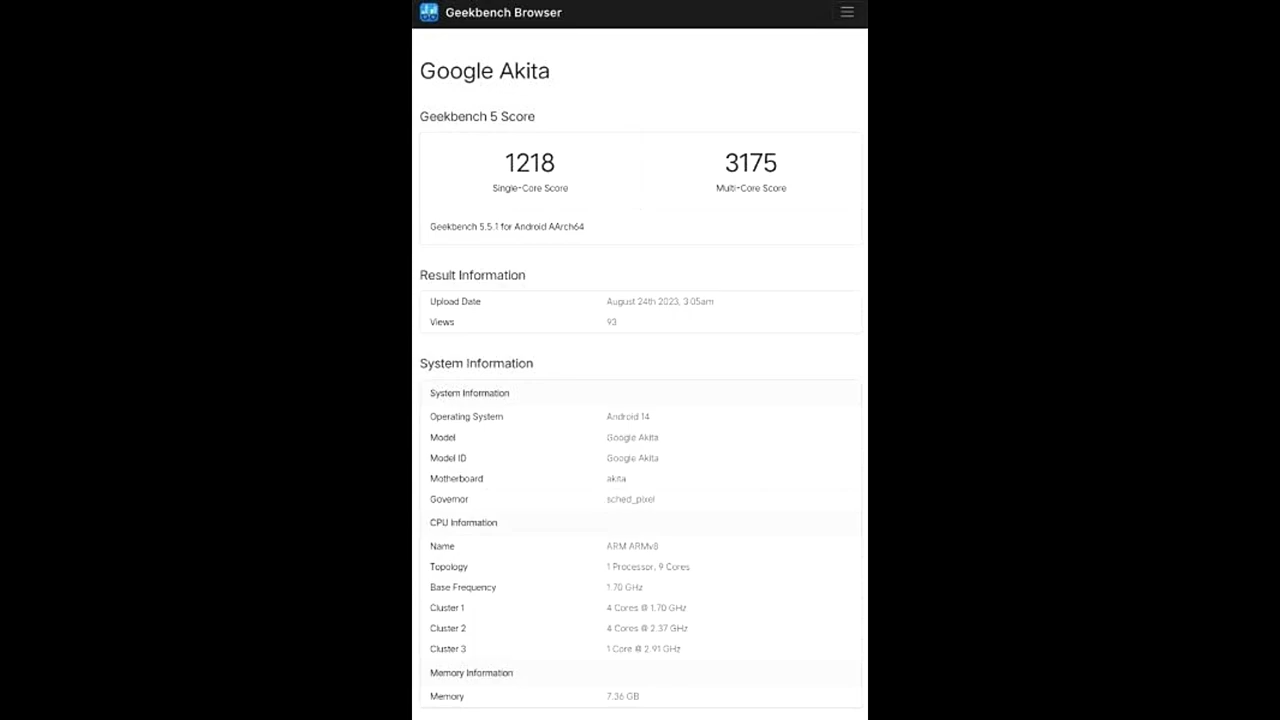 Geekbench Browser
Google Akita
Geekbench 5 Score
1218 3175
Single-Core Score Multi-Core Score
Geekbench 5.5.1 for Android AArch64
Result Information
Upload Date August 24th 2023, 3:05am
Views 93
System Information
System Information
Operating System Android 14
Model Google Akita
Model ID Google Akita
Motherboard akita
Governor sched_pixel
CPU Information
Name ARM ARMv8
Topology 1 Processor, 9 Cores
Base Frequency 1.70 GHz
Cluster 1 4 Cores @ 1.70 GHz
Cluster 2 4 Cores @ 2.37 GHz
Cluster 3 1 Core @ 2.91 GHz
Memory Information
Memory 7.36 GB